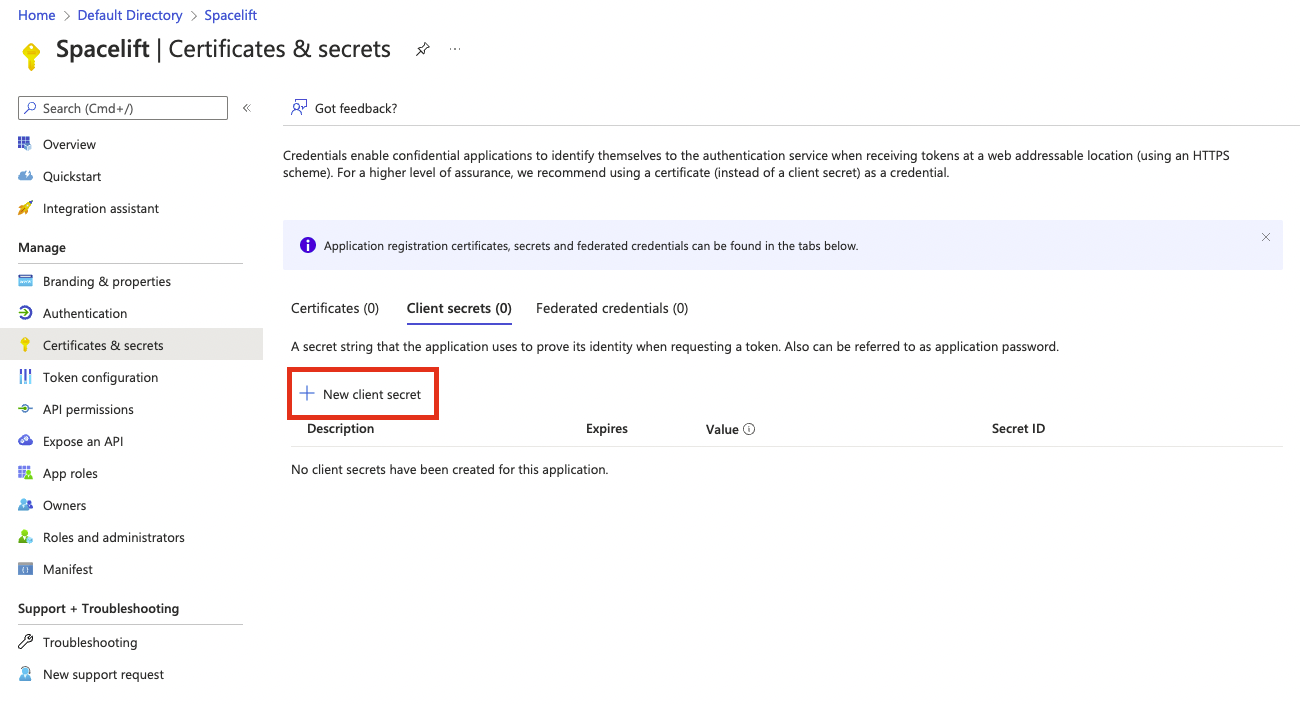 Home > Default Directory > Spacelift
Spacelift | Certificates & secrets
Search (Cmd+/)
Overview
Quickstart
Integration assistant
Manage
Branding & properties
Authentication
Certificates & secrets
Token configuration
API permissions
Expose an API
App roles
Owners
Roles and administrators
Manifest
Support + Troubleshooting
Troubleshooting
New support request
Got feedback?
Credentials enable confidential applications to identify themselves to the authentication service when receiving tokens at a web addressable location (using an HTTPS
scheme). For a higher level of assurance, we recommend using a certificate (instead of a client secret) as a credential.
Application registration certificates, secrets and federated credentials can be found in the tabs below.
Certificates (0) Client secrets (0) Federated credentials (0)
A secret string that the application uses to prove its identity when requesting a token. Also can be referred to as application password.
New client secret
Description Expires Value Secret ID
No client secrets have been created for this application.